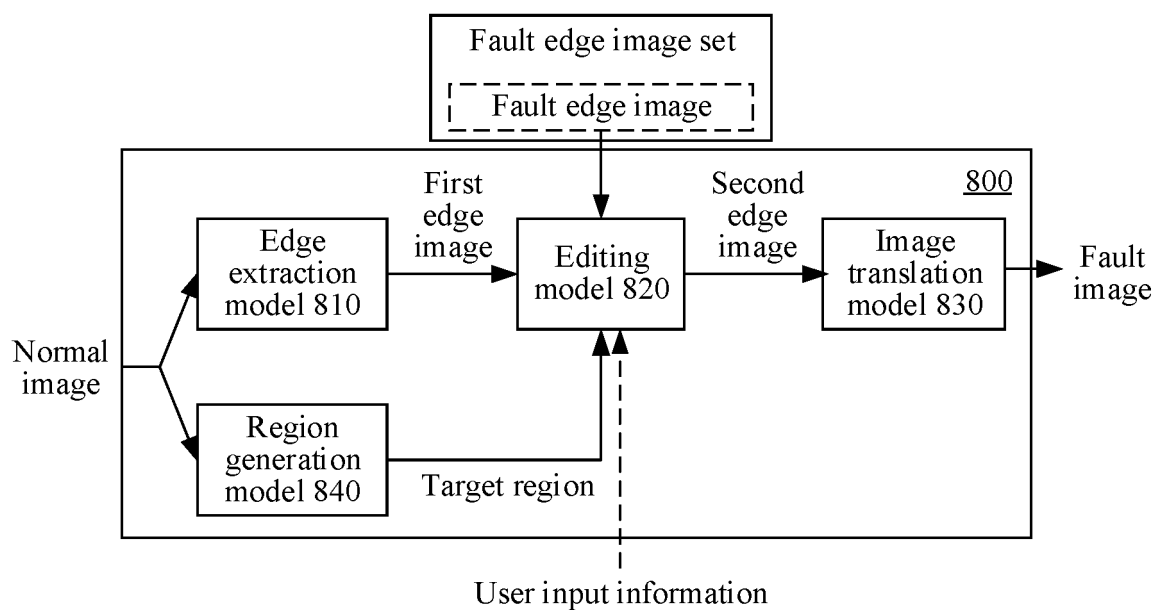 Fault edge image set
Fault edge image
800
First
edge
image
Second
edge
image
Edge
extraction
model 810
Editing
model 820
Image
translation
model 830
Fault
image
Normal
image
Region
generation
model 840
Target region
User input information